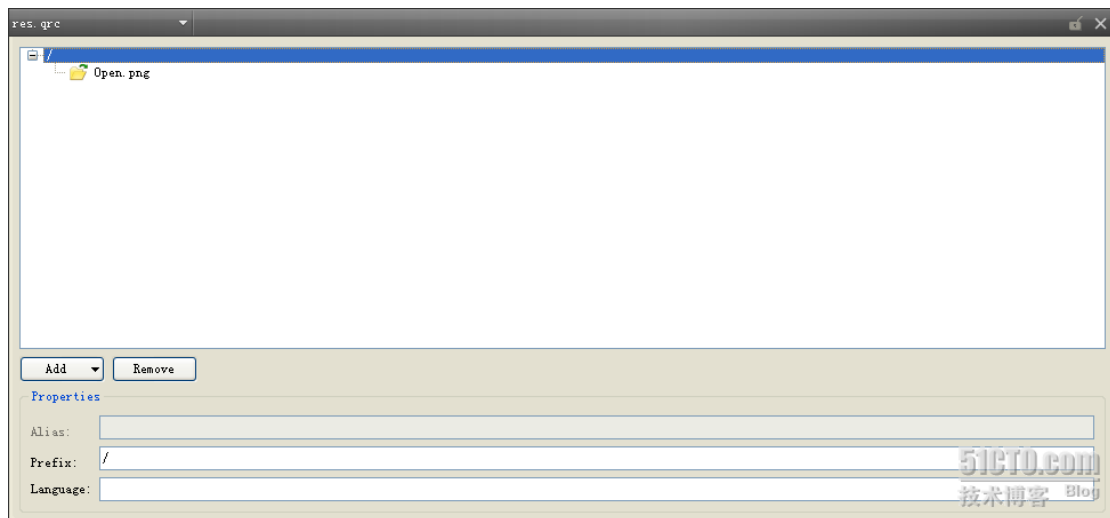 res.qrc
/
Open.png
Add
Remove
Properties
Alias:
Prefix: /
Language:
51CTO.com
技术博客 Blog